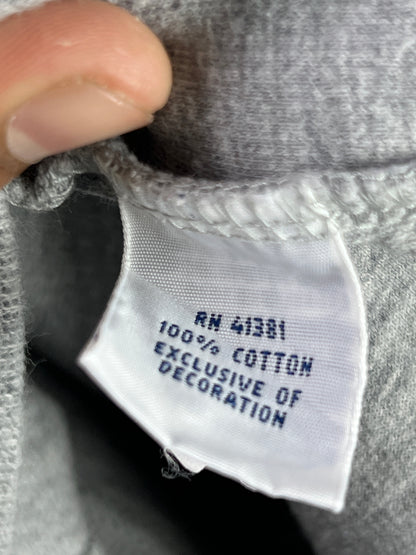 RN 41381
100% COTTON
EXCLUSIVE OF
DECORATION